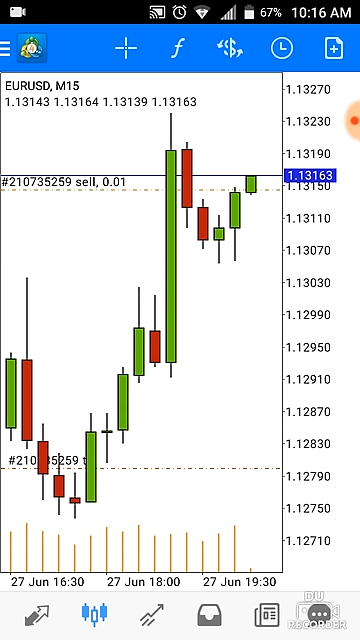 67% 10:16 AM
EURUSD, M15
1.13143 1.13164 1.13139 1.13163
1.13270
1.13230
1.13190
#210735259 sell, 0.01
1.13163
1.13150
1.13110
1.13070
1.13030
1.12990
1.12950
1.12910
1.12870
1.12830
#210735259 t
1.12790
1.12750
1.12710
27 Jun 16:30 27 Jun 18:00 27 Jun 19:30
DU
RECORDER